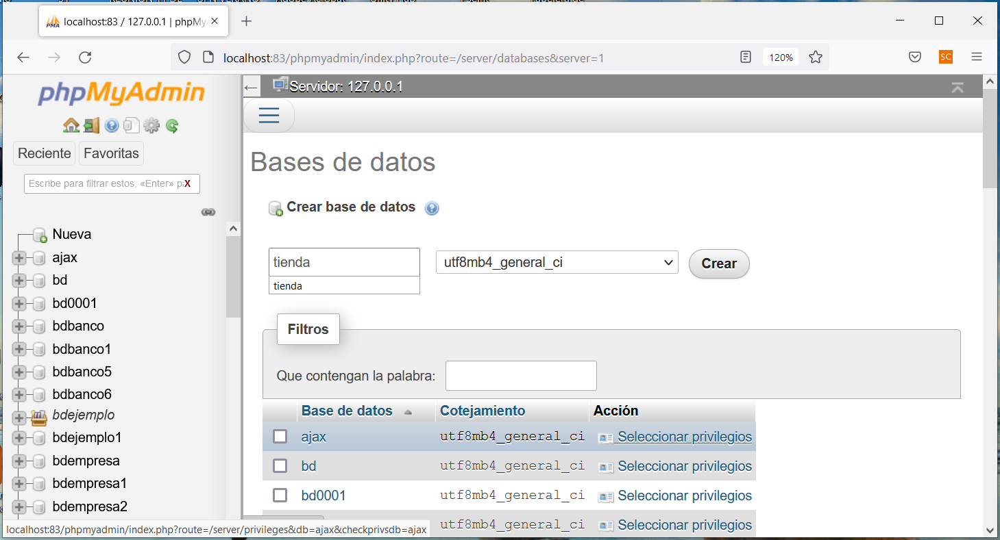 localhost:83 / 127.0.0.1 | phpMyA
localhost:83/phpmyadmin/index.php?route=/server/databases&server=1
120%
SC
phpMyAdmin
Reciente
Favoritas
Escribe para filtrar estos, «Enter» pa
X
Nueva
ajax
bd
bd0001
bdbanco
bdbanco1
bdbanco5
bdbanco6
bdejemplo
bdejemplo1
bdempresa
bdempresa1
bdempresa2
localhost:83/phpmyadmin/index.php?route=/server/privileges&db=ajax&checkprivsdb=ajax
Servidor: 127.0.0.1
Bases de datos
Crear base de datos
tienda
utf8mb4_general_ci
Crear
tienda
Filtros
Que contengan la palabra:
Base de datos Cotejamiento Acción
ajax utf8mb4_general_ci Seleccionar privilegios
bd utf8mb4_general_ci Seleccionar privilegios
bd0001 utf8mb4_general_ci Seleccionar privilegios
utf8mb4_general_ci Seleccionar privilegios